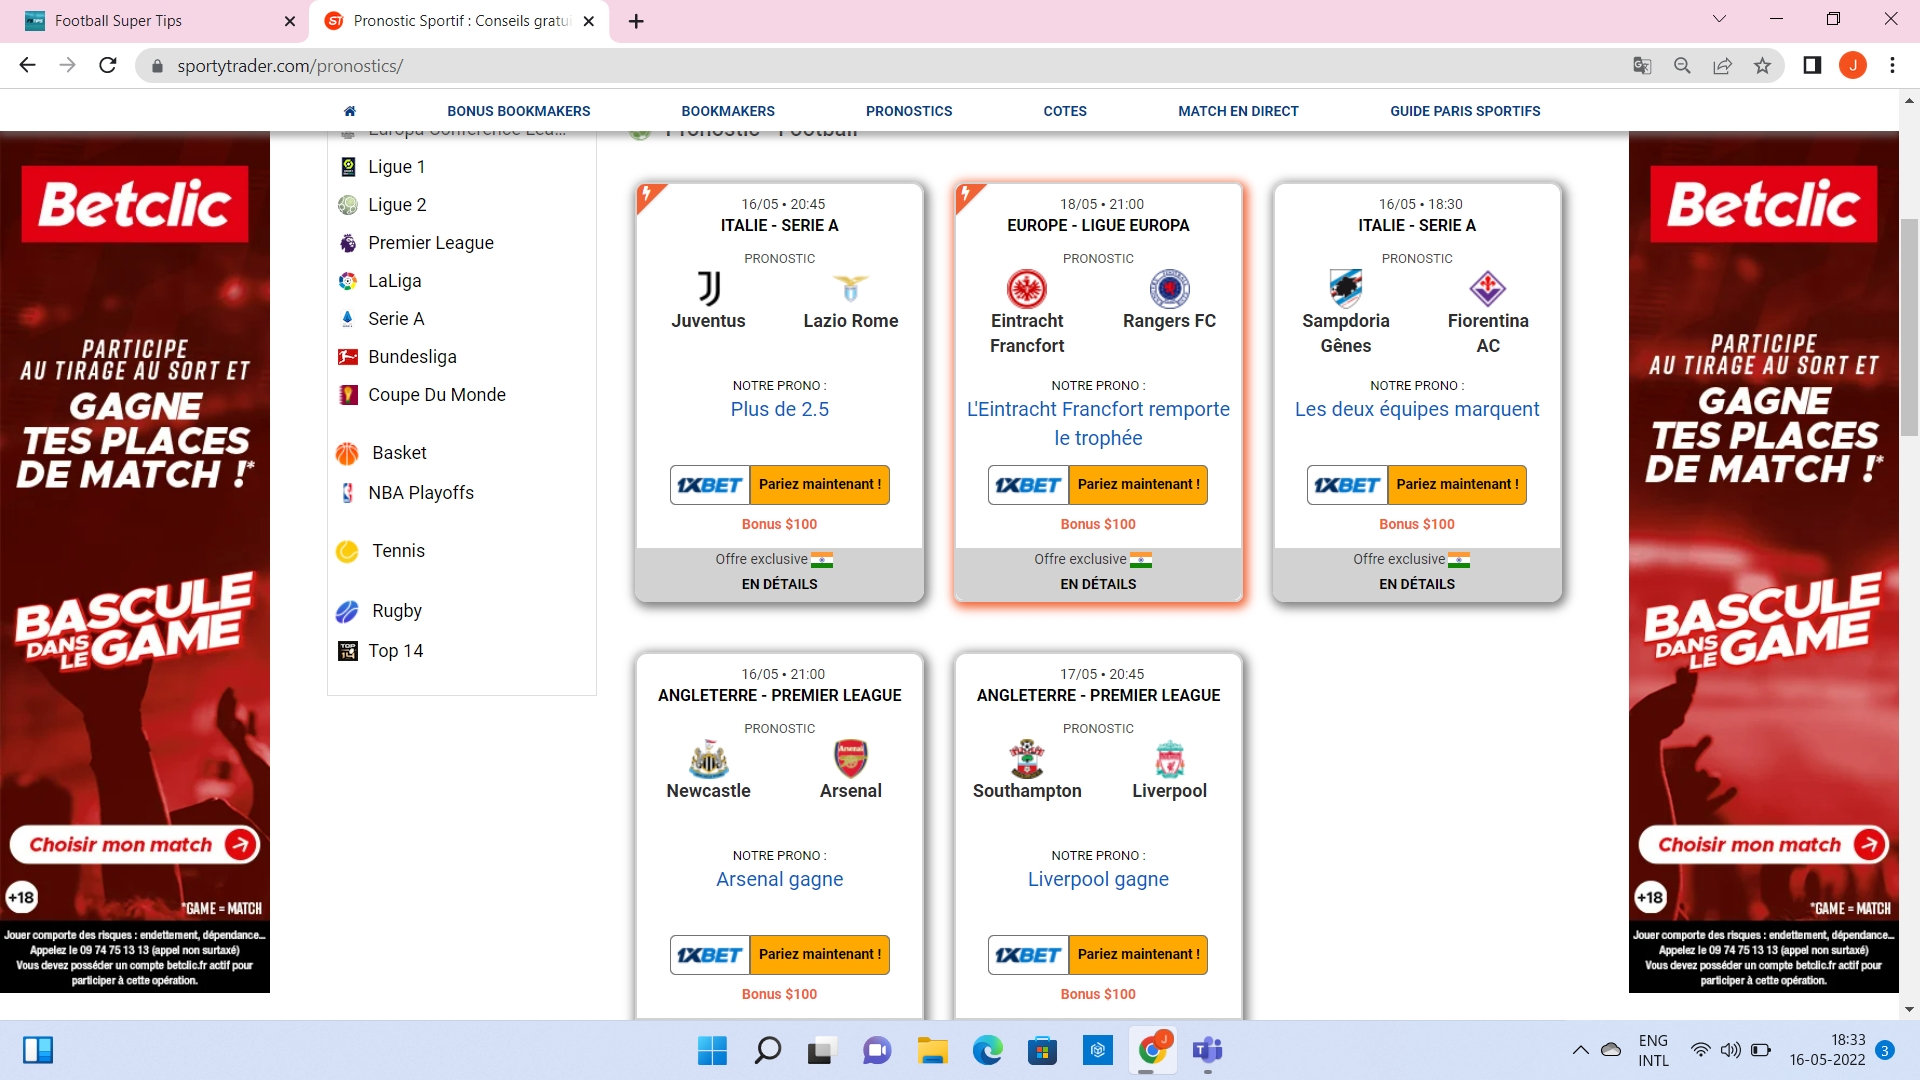 Football Super Tips
Pronostic Sportif : Conseils gratui
sportytrader.com/pronostics/
J
BONUS BOOKMAKERS
BOOKMAKERS
PRONOSTICS
COTES
MATCH EN DIRECT
GUIDE PARIS SPORTIFS
Betclic
PARTICIPE
AU TIRAGE AU SORT ET
GAGNE
TES PLACES
DE MATCH !*
BASCULE
DANS
LE GAME
Choisir mon match
+18
*GAME = MATCH
Jouer comporte des risques : endettement, dépendance...
Appelez le 09 74 75 13 13 (appel non surtaxé)
Vous devez posséder un compte betclic.fr actif pour
participer à cette opération.
Europa Conference Lea...
Ligue 1
Ligue 2
Premier League
LaLiga
Serie A
Bundesliga
Coupe Du Monde
Basket
NBA Playoffs
Tennis
Rugby
TOP 14
Top 14
Pronostic - Football
16/05 • 20:45
ITALIE - SERIE A
PRONOSTIC
Juventus
Lazio Rome
NOTRE PRONO :
Plus de 2.5
1XBET
Pariez maintenant !
Bonus $100
Offre exclusive
EN DÉTAILS
18/05 • 21:00
EUROPE - LIGUE EUROPA
PRONOSTIC
Eintracht
Francfort
Rangers FC
NOTRE PRONO :
L'Eintracht Francfort remporte
le trophée
1XBET
Pariez maintenant !
Bonus $100
Offre exclusive
EN DÉTAILS
16/05 • 18:30
ITALIE - SERIE A
PRONOSTIC
Sampdoria
Gênes
Fiorentina
AC
NOTRE PRONO :
Les deux équipes marquent
1XBET
Pariez maintenant !
Bonus $100
Offre exclusive
EN DÉTAILS
16/05 • 21:00
ANGLETERRE - PREMIER LEAGUE
PRONOSTIC
Newcastle
Arsenal
Arsenal
NOTRE PRONO :
Arsenal gagne
1XBET
Pariez maintenant !
Bonus $100
17/05 • 20:45
ANGLETERRE - PREMIER LEAGUE
PRONOSTIC
Southampton
Liverpool
NOTRE PRONO :
Liverpool gagne
1XBET
Pariez maintenant !
Bonus $100
Betclic
PARTICIPE
AU TIRAGE AU SORT ET
GAGNE
TES PLACES
DE MATCH !*
BASCULE
DANS
LE GAME
Choisir mon match
+18
*GAME = MATCH
Jouer comporte des risques : endettement, dépendance...
Appelez le 09 74 75 13 13 (appel non surtaxé)
Vous devez posséder un compte betclic.fr actif pour
participer à cette opération.
ENG
INTL
18:33
16-05-2022
3